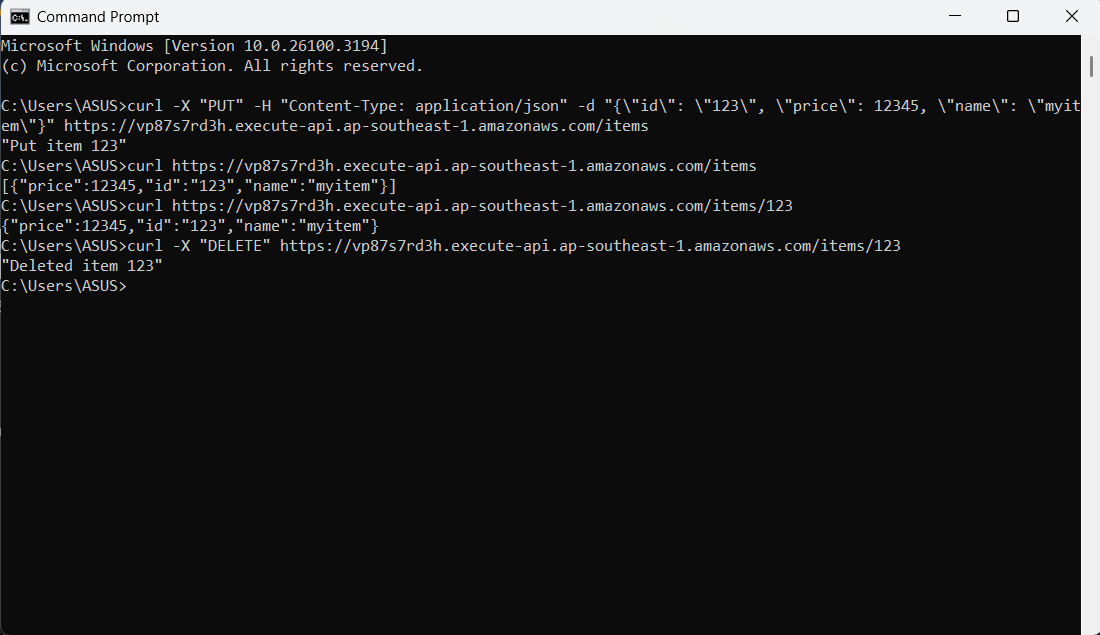 Command Prompt
Microsoft Windows [Version 10.0.26100.3194]
(c) Microsoft Corporation. All rights reserved.
C:\Users\ASUS>curl -X "PUT" -H "Content-Type: application/json" -d "{\"id\": \"123\", \"price\": 12345, \"name\": \"myit
em\"}" https://vp87s7rd3h.execute-api.ap-southeast-1.amazonaws.com/items
"Put item 123"
C:\Users\ASUS>curl https://vp87s7rd3h.execute-api.ap-southeast-1.amazonaws.com/items
[{"price":12345,"id":"123","name":"myitem"}]
C:\Users\ASUS>curl https://vp87s7rd3h.execute-api.ap-southeast-1.amazonaws.com/items/123
{"price":12345,"id":"123","name":"myitem"}
C:\Users\ASUS>curl -X "DELETE" https://vp87s7rd3h.execute-api.ap-southeast-1.amazonaws.com/items/123
"Deleted item 123"
C:\Users\ASUS>